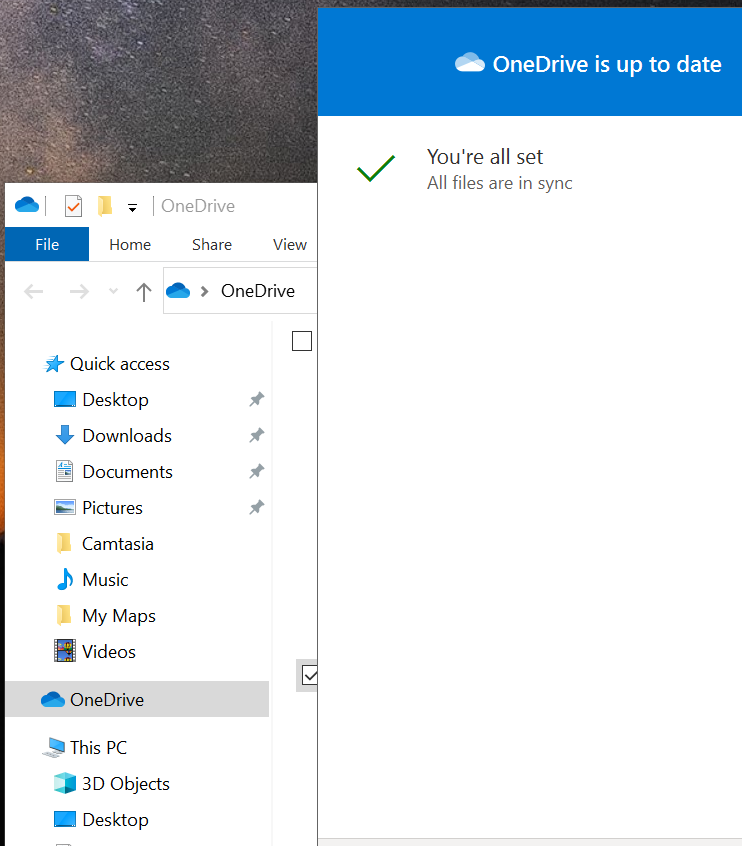 OneDrive is up to date
You're all set
All files are in sync
OneDrive
File Home Share View
OneDrive
Quick access
Desktop
Downloads
Documents
Pictures
Camtasia
Music
My Maps
Videos
OneDrive
This PC
3D Objects
Desktop